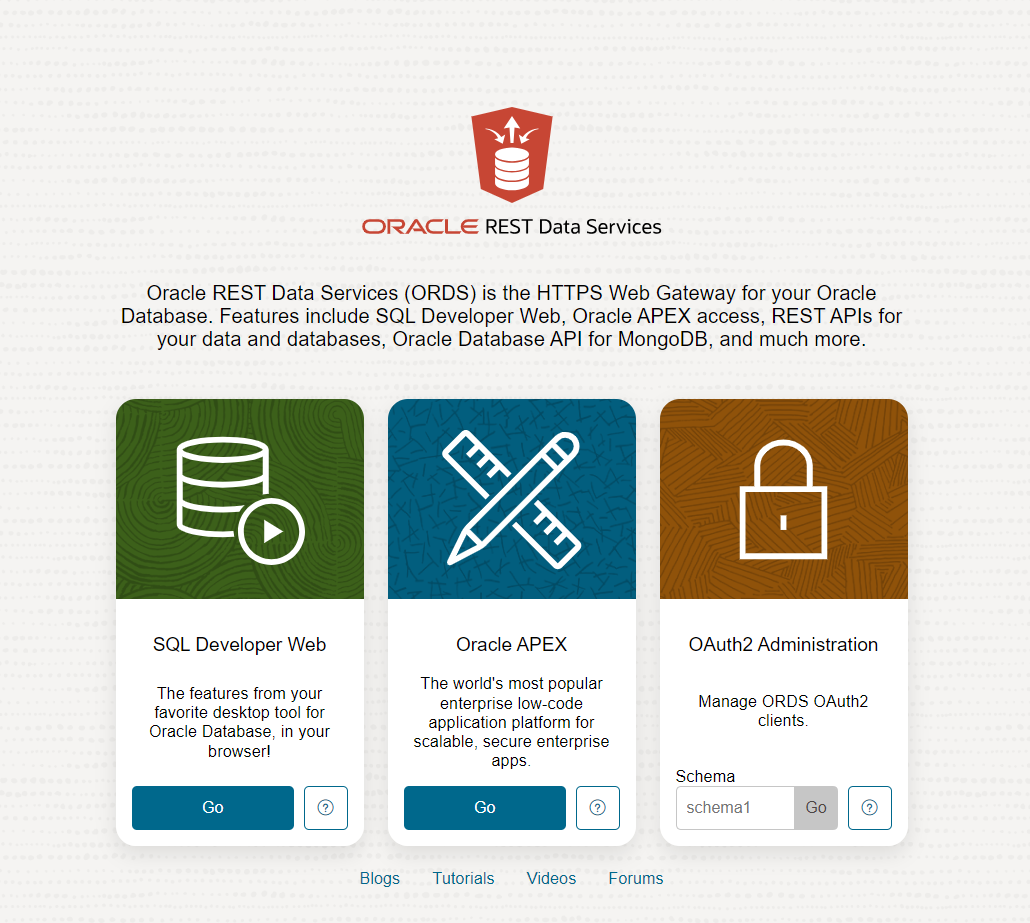 ORACLE REST Data Services
Oracle REST Data Services (ORDS) is the HTTPS Web Gateway for your Oracle
Database. Features include SQL Developer Web, Oracle APEX access, REST APIs for
your data and databases, Oracle Database API for MongoDB, and much more.
SQL Developer Web
The features from your
favorite desktop tool for
Oracle Database, in your
browser!
Go
?
Oracle APEX
The world's most popular
enterprise low-code
application platform for
scalable, secure enterprise
apps.
Go
?
OAuth2 Administration
Manage ORDS OAuth2
clients.
Schema
schema1 Go
?
Blogs Tutorials Videos Forums